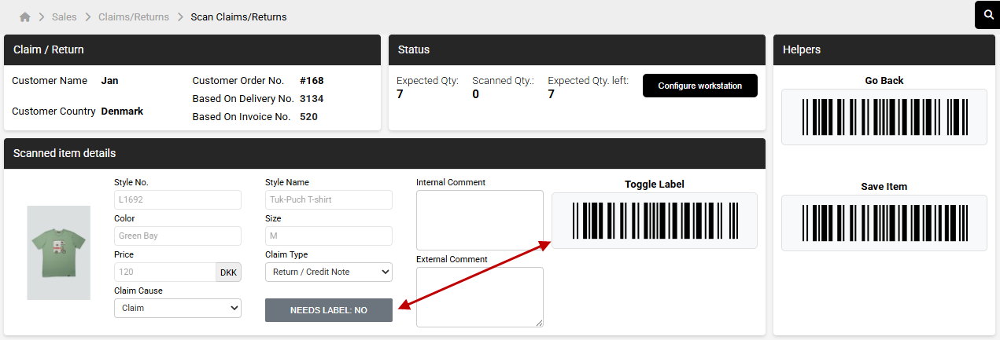 Sales > Claims/Returns > Scan Claims/Returns
Claim / Return
Customer Name Jan
Customer Country Denmark
Customer Order No. #168
Based On Delivery No. 3134
Based On Invoice No. 520
Status
Expected Qty: Scanned Qty.: Expected Qty. left:
7 0 7
Configure workstation
Helpers
Go Back
Save Item
Scanned item details
Style No.
L1692
Color
Green Bay
Price
120 DKK
Claim Cause
Claim
Style Name
Tuk-Puch T-shirt
Size
M
Claim Type
Return / Credit Note
NEEDS LABEL: NO
Internal Comment
External Comment
Toggle Label